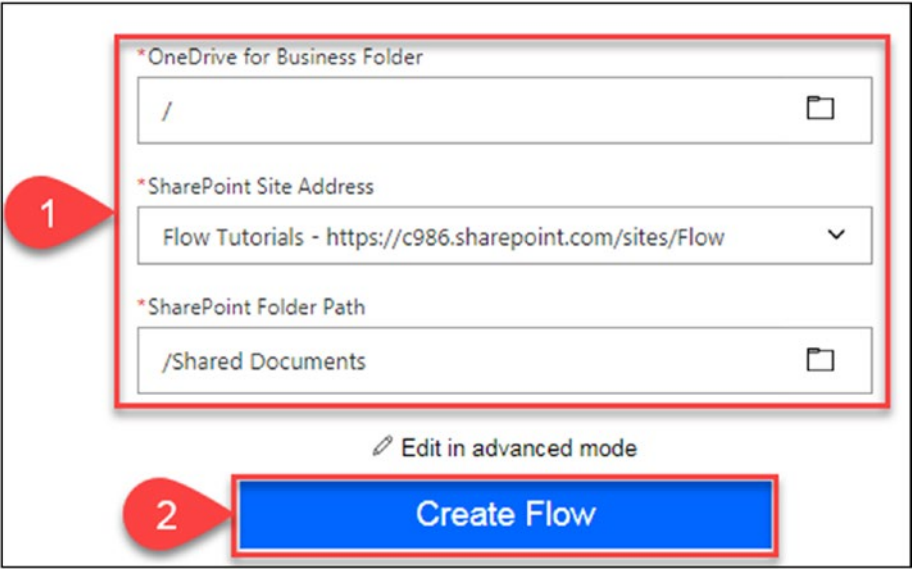 *OneDrive for Business Folder
/
*SharePoint Site Address
1
Flow Tutorials - https://c986.sharepoint.com/sites/Flow
*SharePoint Folder Path
/Shared Documents
Edit in advanced mode
2
Create Flow